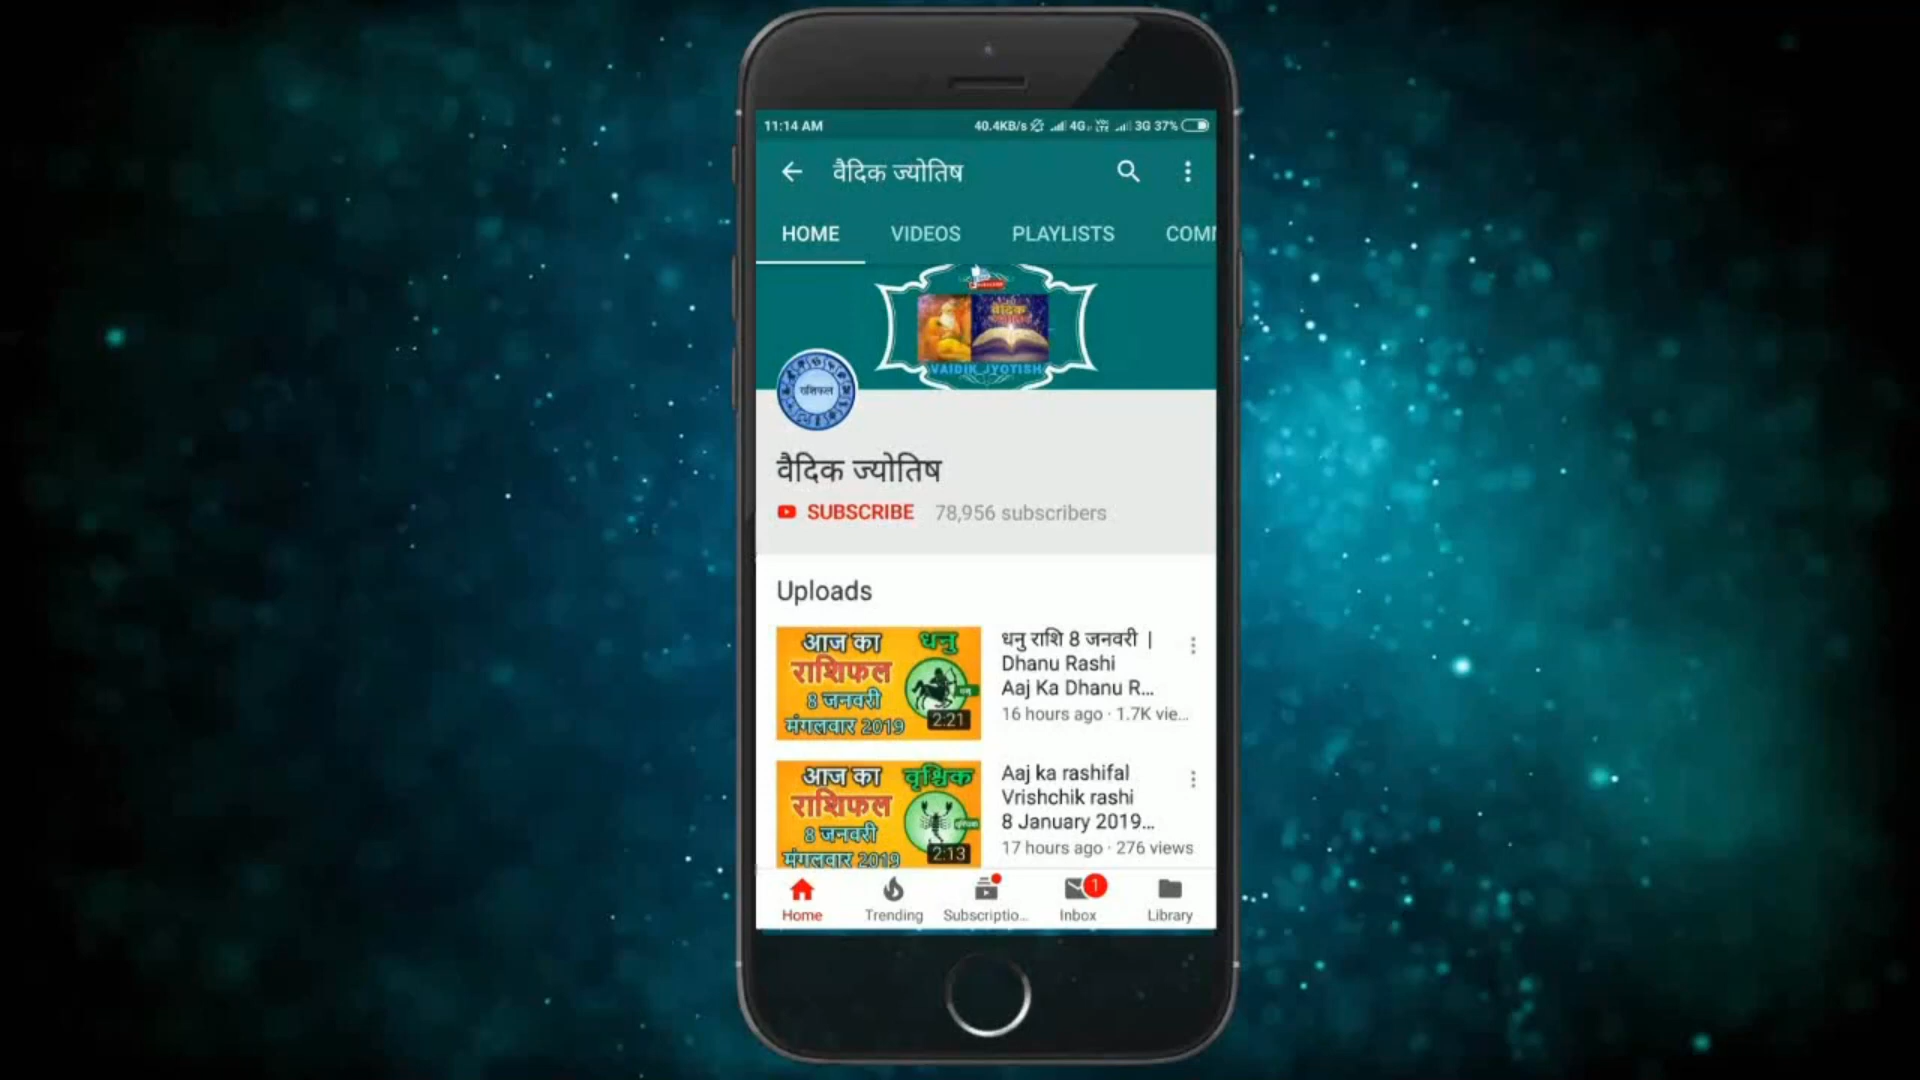 11:14 AM
40.4KB/s 4G VoLTE 3G 37%
वैदिक ज्योतिष
HOME VIDEOS PLAYLISTS COM
वैदिक
VAIDIK JYOTISH
राशिफल
वैदिक ज्योतिष
SUBSCRIBE 78,956 subscribers
Uploads
आज का धनु
राशिफल
8 जनवरी
मंगलवार 2019
2:21
धनु राशि 8 जनवरी |
Dhanu Rashi
Aaj Ka Dhanu R...
16 hours ago · 1.7K vie...
आज का वृश्चिक
राशिफल
8 जनवरी
मंगलवार 2019
2:13
Aaj ka rashifal
Vrishchik rashi
8 January 2019...
17 hours ago · 276 views
1
Home Trending Subscriptio... Inbox Library